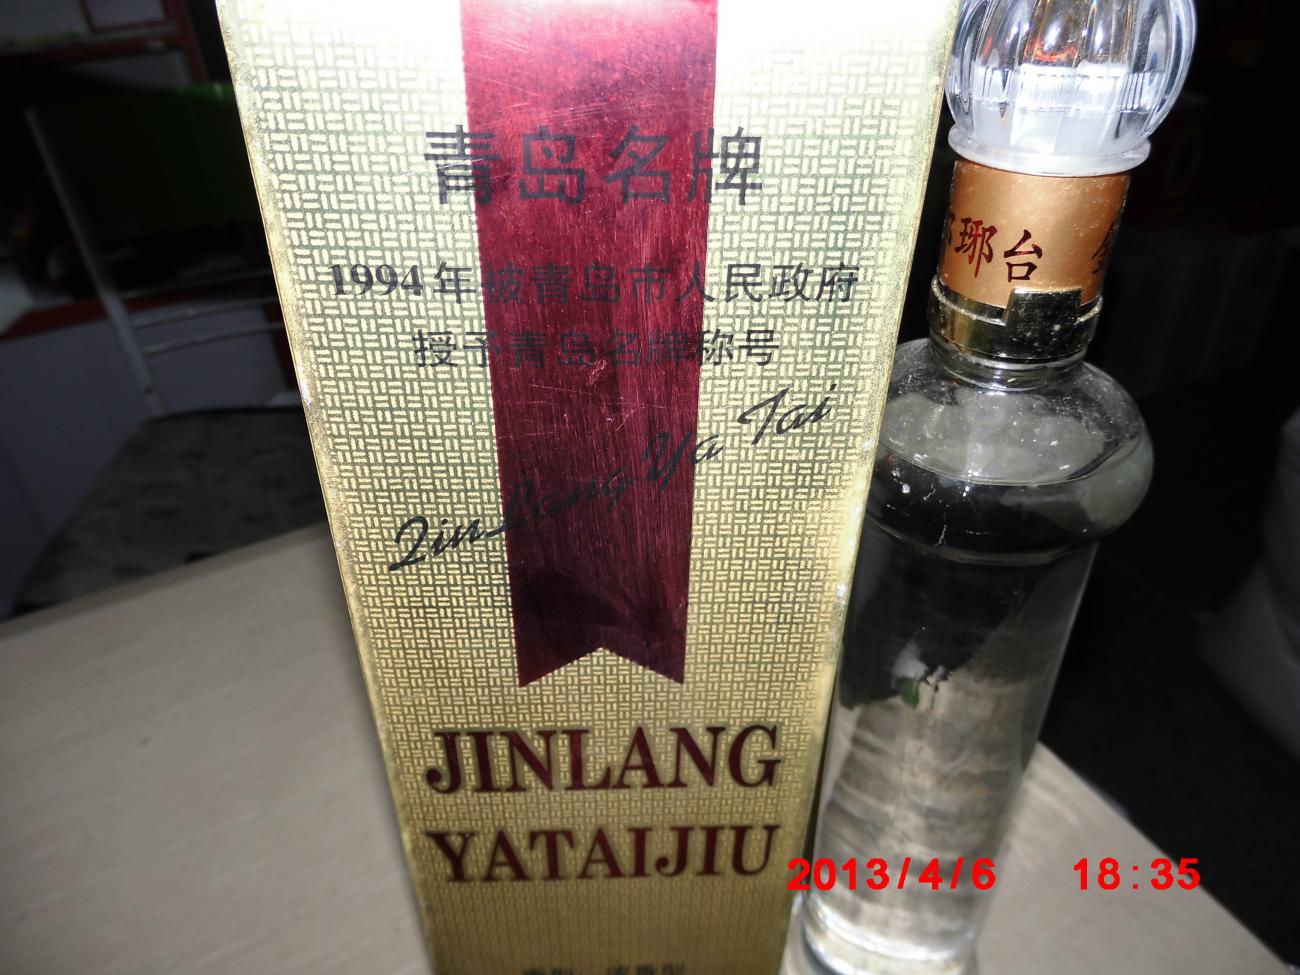 青岛名牌
1994年被青岛市人民政府
授予青岛名牌称号
Jin Lang Ya Tai
JINLANG
YATAIJIU
琊台
2013/4/6 18:35